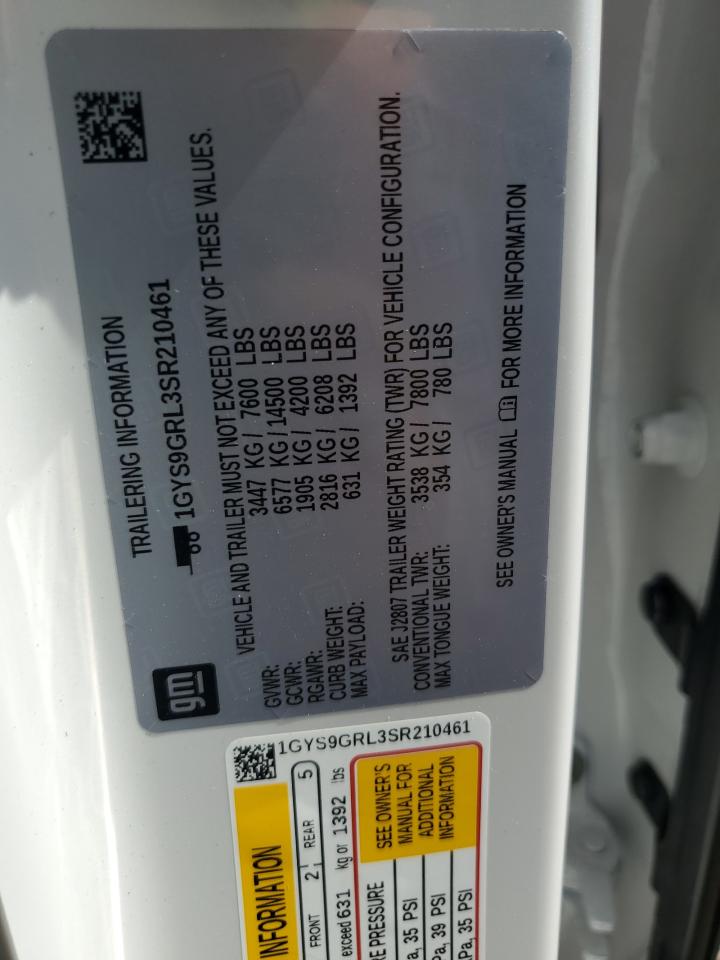 gm
TRAILERING INFORMATION
1GYS9GRL3SR210461
VEHICLE AND TRAILER MUST NOT EXCEED ANY OF THESE VALUES.
GVWR: 3447 KG / 7600 LBS
GCWR: 6577 KG / 14500 LBS
RGAWR: 1905 KG / 4200 LBS
CURB WEIGHT: 2816 KG / 6208 LBS
MAX PAYLOAD: 631 KG / 1392 LBS
SAE J2807 TRAILER WEIGHT RATING (TWR) FOR VEHICLE CONFIGURATION.
CONVENTIONAL TWR: 3538 KG / 7800 LBS
MAX TONGUE WEIGHT: 354 KG / 780 LBS
SEE OWNER'S MANUAL FOR MORE INFORMATION
1GYS9GRL3SR210461
INFORMATION
FRONT 2 REAR 5
exceed 631 kg or 1392 lbs
PRESSURE
35 PSI
39 PSI
35 PSI
SEE OWNER'S
MANUAL FOR
ADDITIONAL
INFORMATION